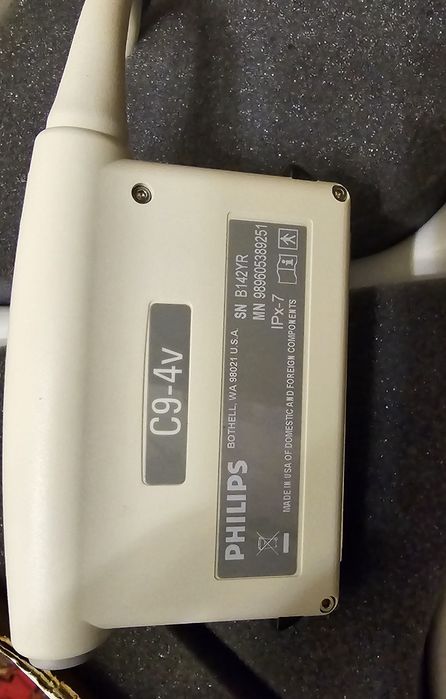 C9-4v
PHILIPS BOTHELL, WA 98021 U.S.A. SN B142YR
MN 989605389251
IPx-7
MADE IN USA OF DOMESTIC AND FOREIGN COMPONENTS